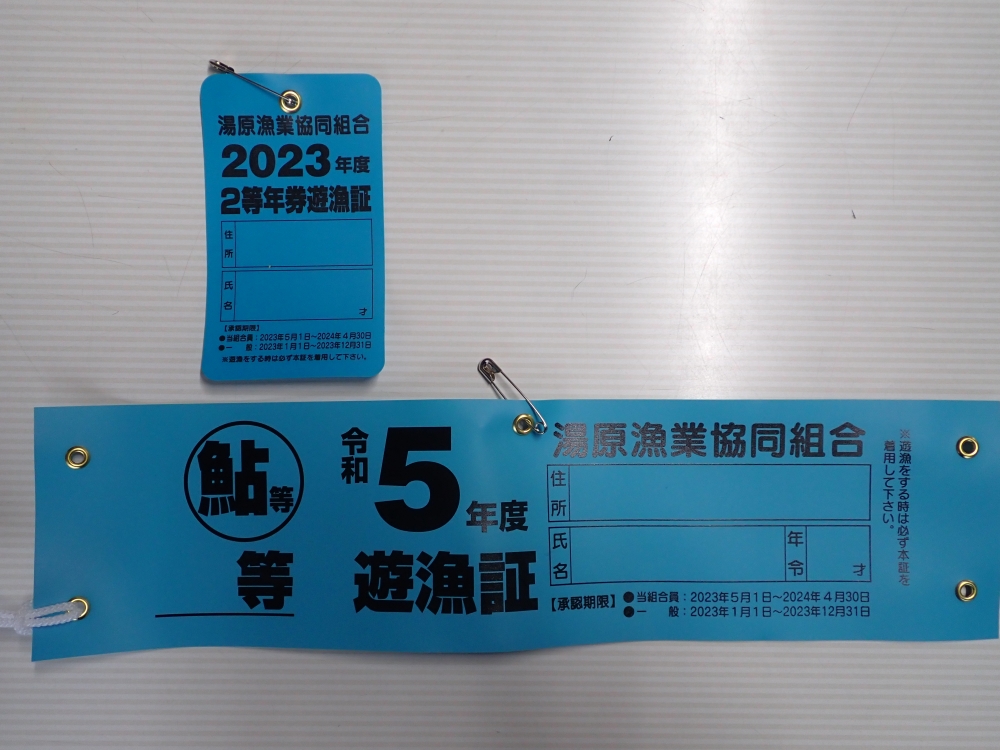 湯原漁業協同組合
2023年度
2等年券遊漁証
住所
氏名
才
【承認期限】
●当組合員：2023年5月1日～2024年4月30日
●一　般：2023年1月1日～2023年12月31日
※遊漁をする時は必ず本証を着用して下さい。
鮎等
等
令和5年度
遊漁証
湯原漁業協同組合
住所
氏名
年令
才
【承認期限】
●当組合員：2023年5月1日～2024年4月30日
●一　般：2023年1月1日～2023年12月31日
※遊漁をする時は必ず本証を
着用して下さい。